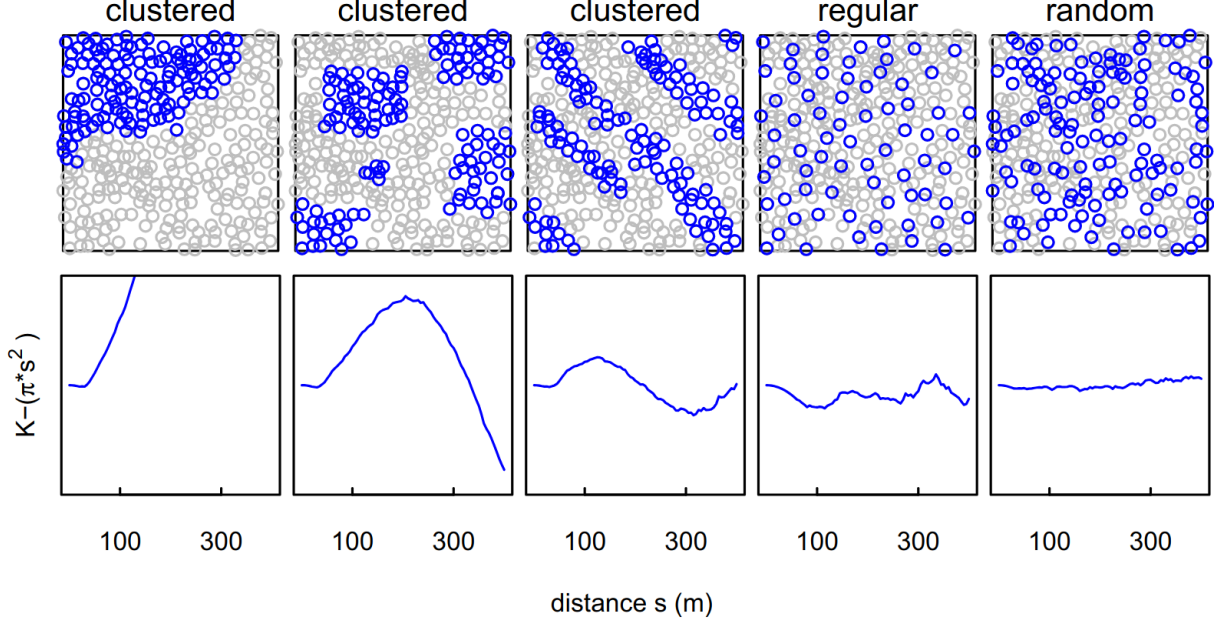 clustered clustered clustered regular random
K−(π*s²)
100 300 100 300 100 300 100 300 100 300
distance s (m)